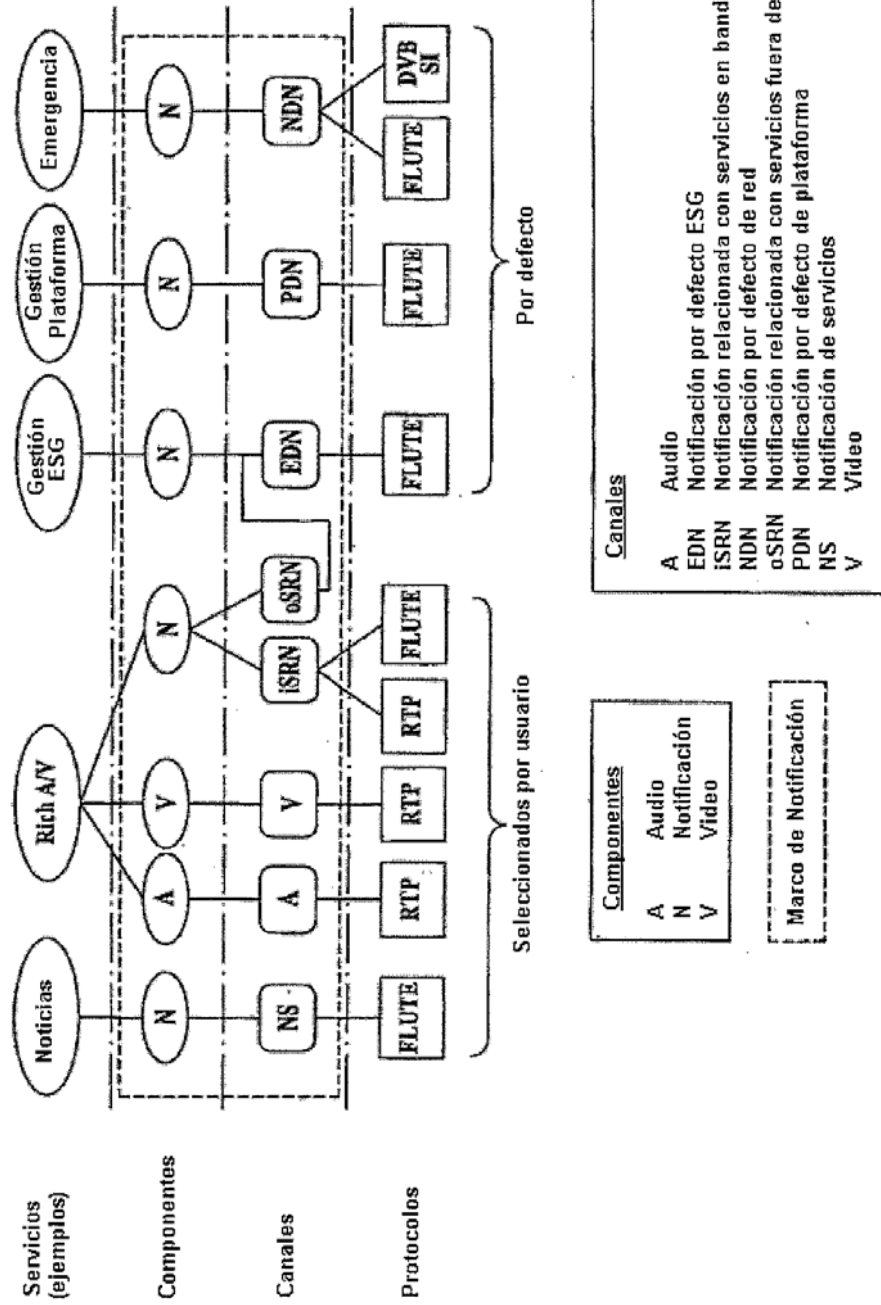 Servicios
(ejemplos)
Noticias
Rich A/V
Gestión
ESG
Gestión
Plataforma
Emergencia
Componentes
N
A
V
N
N
N
N
Canales
NS
A
V
iSRN
oSRN
EDN
PDN
NDN
Protocolos
FLUTE
RTP
RTP
RTP
FLUTE
FLUTE
FLUTE
FLUTE
DVB
SI
Seleccionados por usuario
Por defecto
Componentes
A Audio
N Notificación
V Video
Marco de Notificación
Canales
A Audio
EDN Notificación por defecto ESG
iSRN Notificación relacionada con servicios en band
NDN Notificación por defecto de red
oSRN Notificación relacionada con servicios fuera de
PDN Notificación por defecto de plataforma
NS Notificación de servicios
V Video